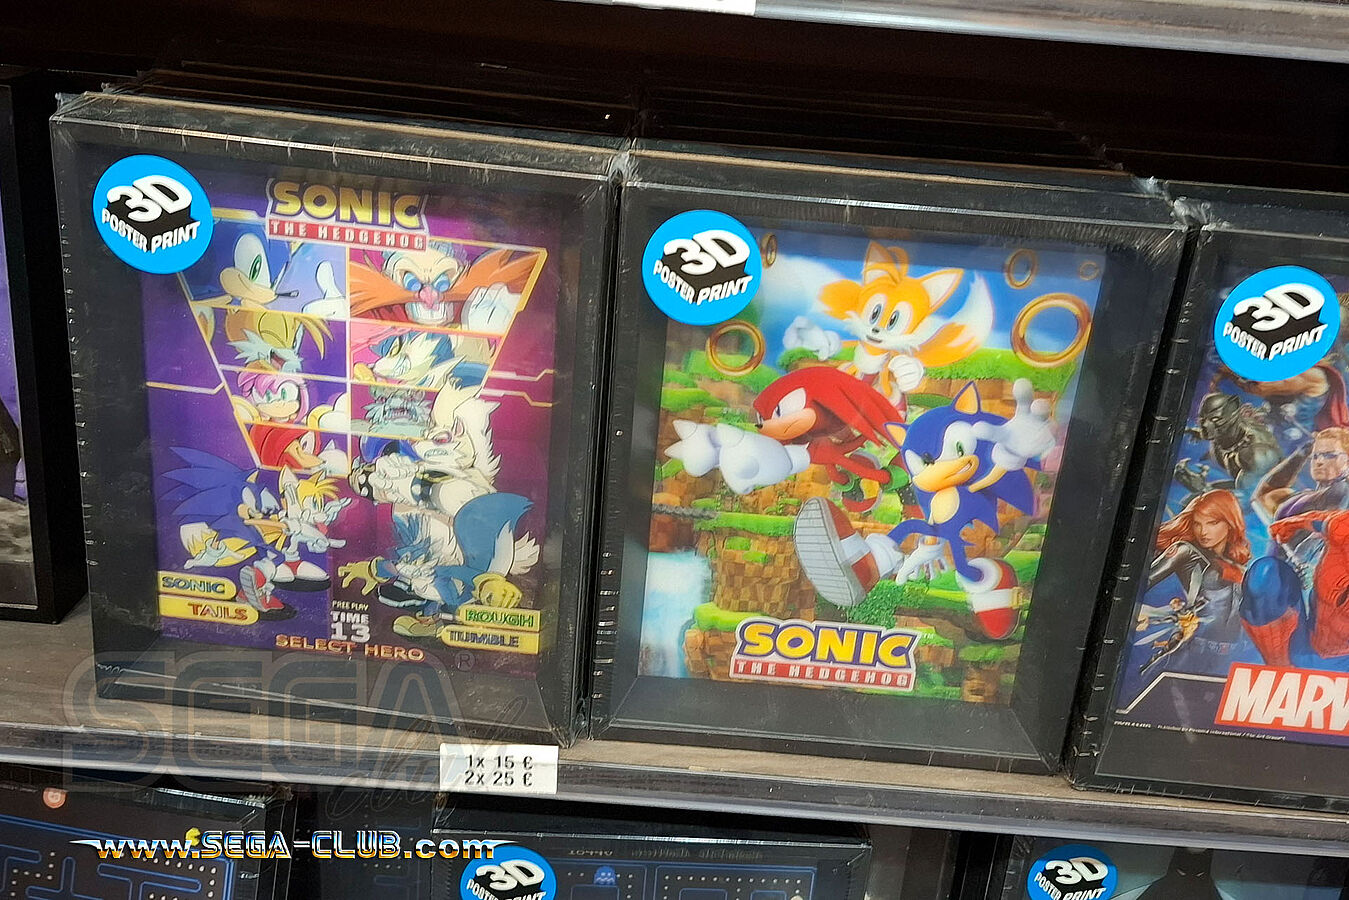 3D
POSTER PRINT
SONIC
THE HEDGEHOG
SONIC
TAILS
FREE PLAY
TIME
13
SELECT HERO
ROUGH
TUMBLE
3D
POSTER PRINT
SONIC
THE HEDGEHOG
TM
3D
POSTER PRINT
MARV
SEGA®
club
1x 15 €
2x 25 €
www.SEGA-CLUB.com
3D
POSTER PRINT
3D
POSTER PRINT